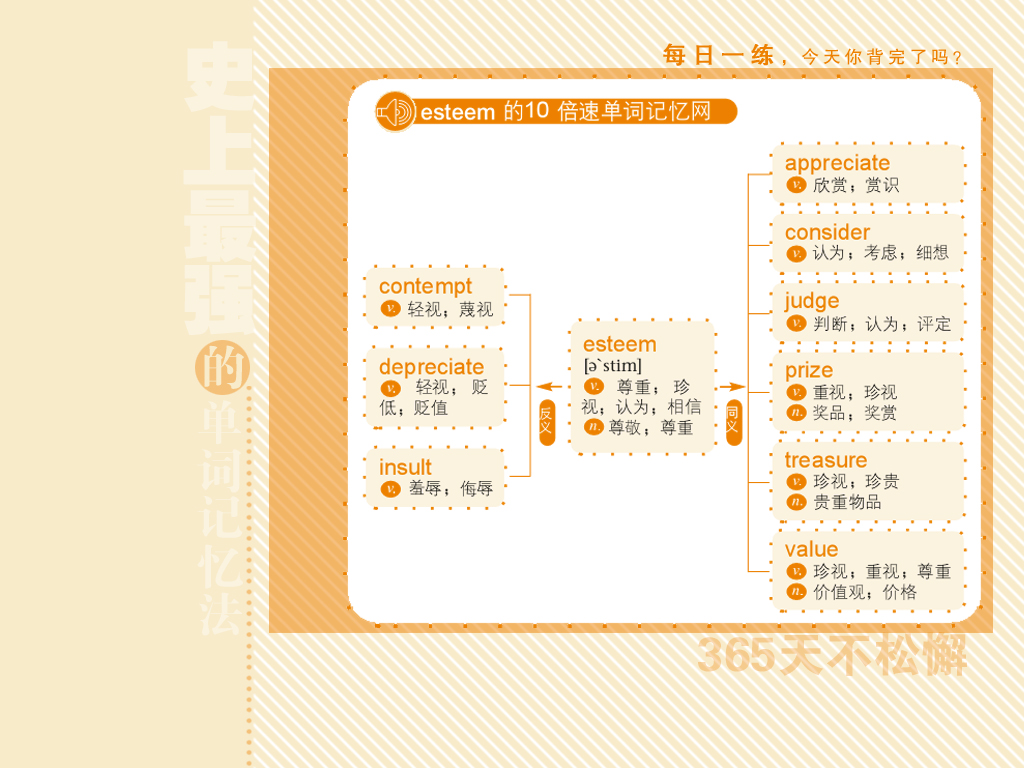 每日一练，今天你背完了吗？
esteem 的10 倍速单词记忆网
史上最强的单词记忆法
contempt
v. 轻视；蔑视
depreciate
v. 轻视；贬
低；贬值
insult
v. 羞辱；侮辱
反义
esteem
[ə`stim]
v. 尊重；珍
视；认为；相信
n. 尊敬；尊重
同义
appreciate
v. 欣赏；赏识
consider
v. 认为；考虑；细想
judge
v. 判断；认为；评定
prize
v. 重视；珍视
n. 奖品；奖赏
treasure
v. 珍视；珍贵
n. 贵重物品
value
v. 珍视；重视；尊重
n. 价值观；价格
365天不松懈